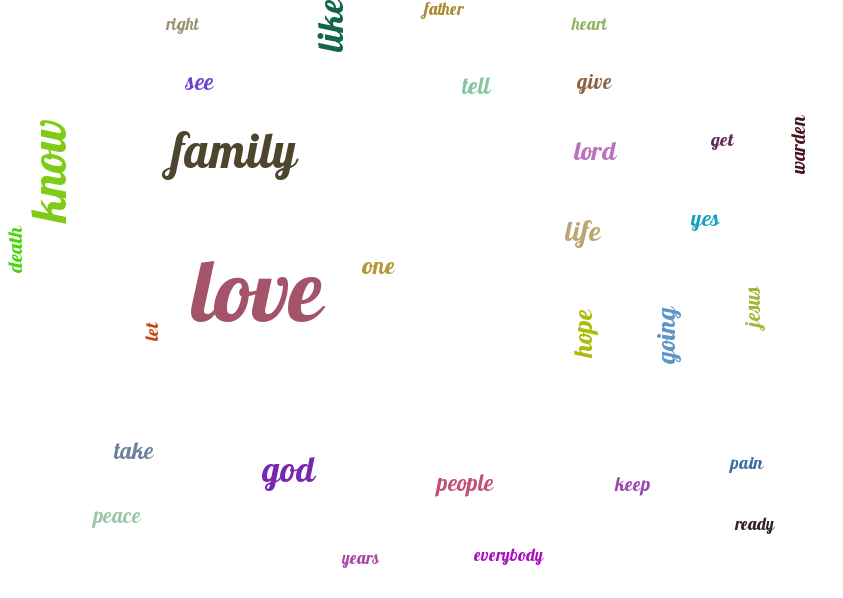 like
father
right
heart
see
tell
give
know
family
lord
get
warden
death
life
yes
love
one
let
hope
going
jesus
take
god
people
keep
pain
peace
ready
years
everybody